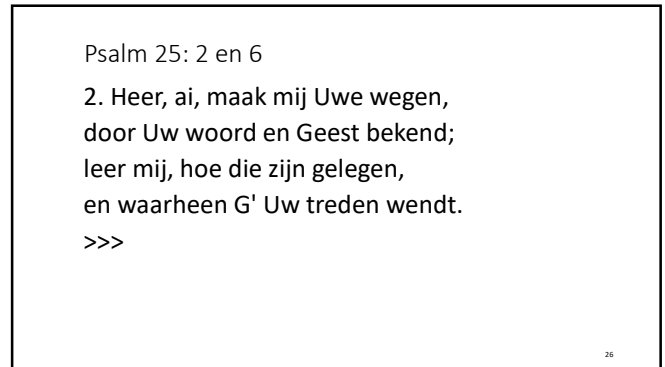 Psalm 25: 2 en 6
2. Heer, ai, maak mij Uwe wegen,
door Uw woord en Geest bekend;
leer mij, hoe die zijn gelegen,
en waarheen G' Uw treden wendt.
>>>
26